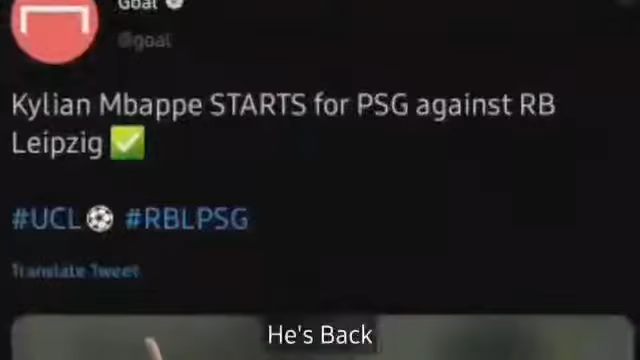 Goal
@goal
Kylian Mbappe STARTS for PSG against RB
Leipzig ✅
#UCL⚽ #RBLPSG
Translate Tweet
He's Back